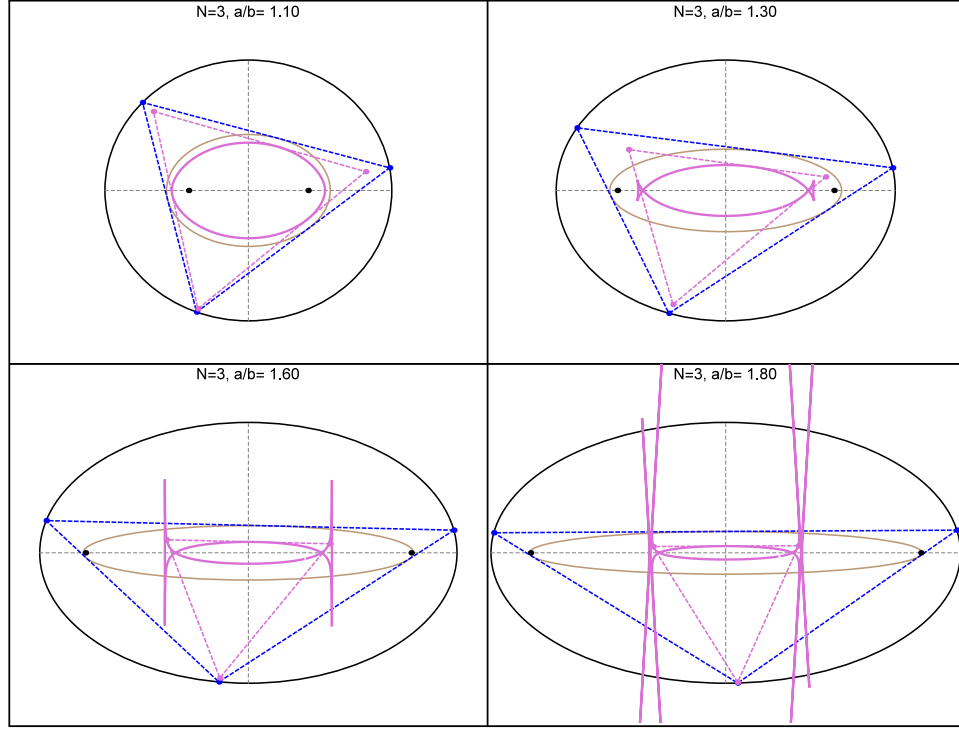 N=3, a/b= 1.10
N=3, a/b= 1.30
N=3, a/b= 1.60
N=3, a/b= 1.80